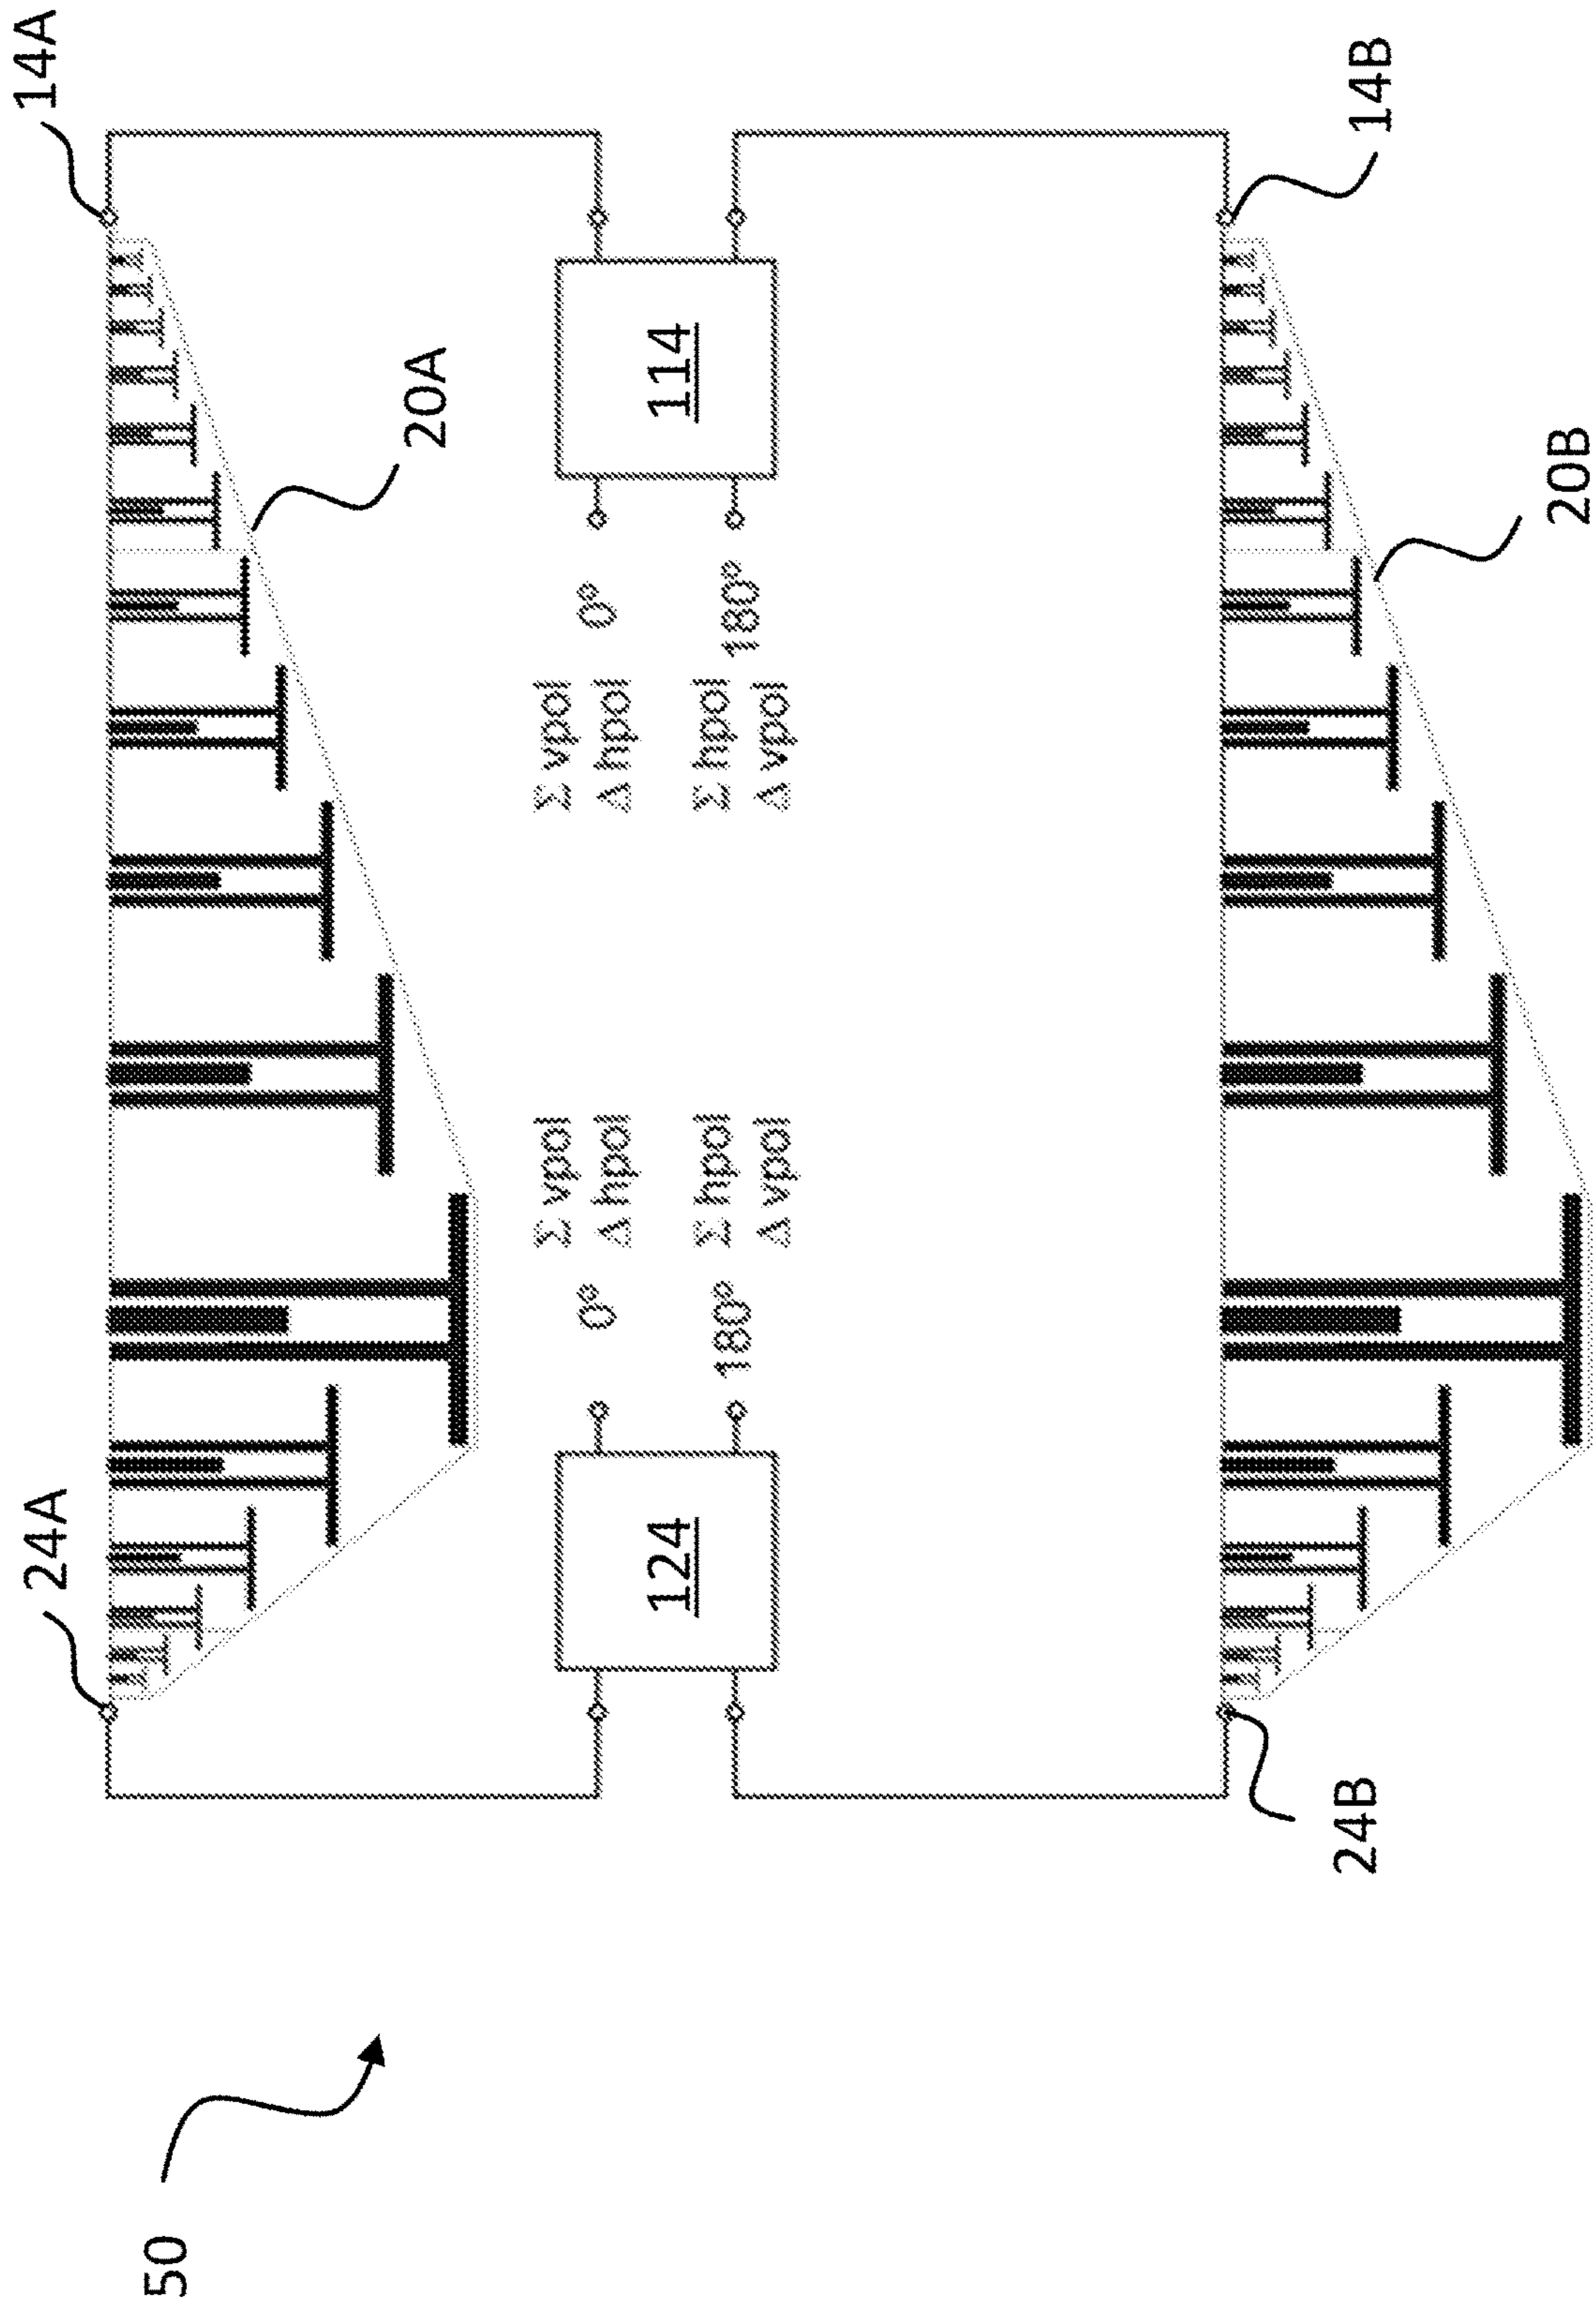 24A
14A
20A
0° Σ vpol
Δ hpol
Σ vpol 0°
Δ hpol
124
114
180° Σ hpol
Δ vpol
Σ hpol 180°
Δ vpol
50
24B
14B
20B